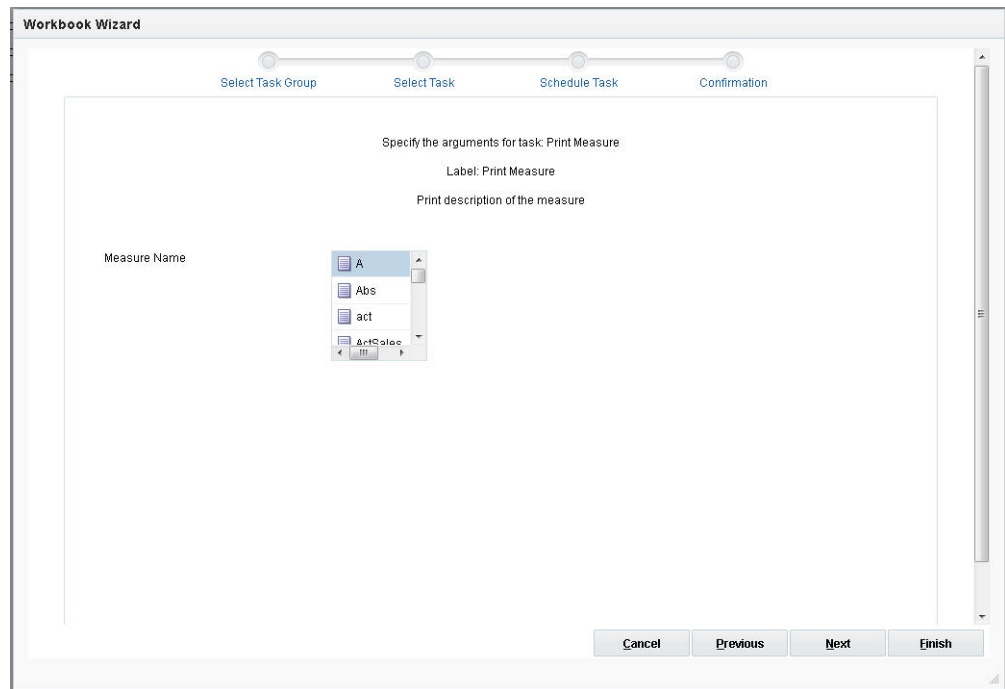 Workbook Wizard
Select Task Group
Select Task
Schedule Task
Confirmation
Specify the arguments for task: Print Measure
Label: Print Measure
Print description of the measure
Measure Name
A
Abs
act
ActSales
Cancel
Previous
Next
Finish